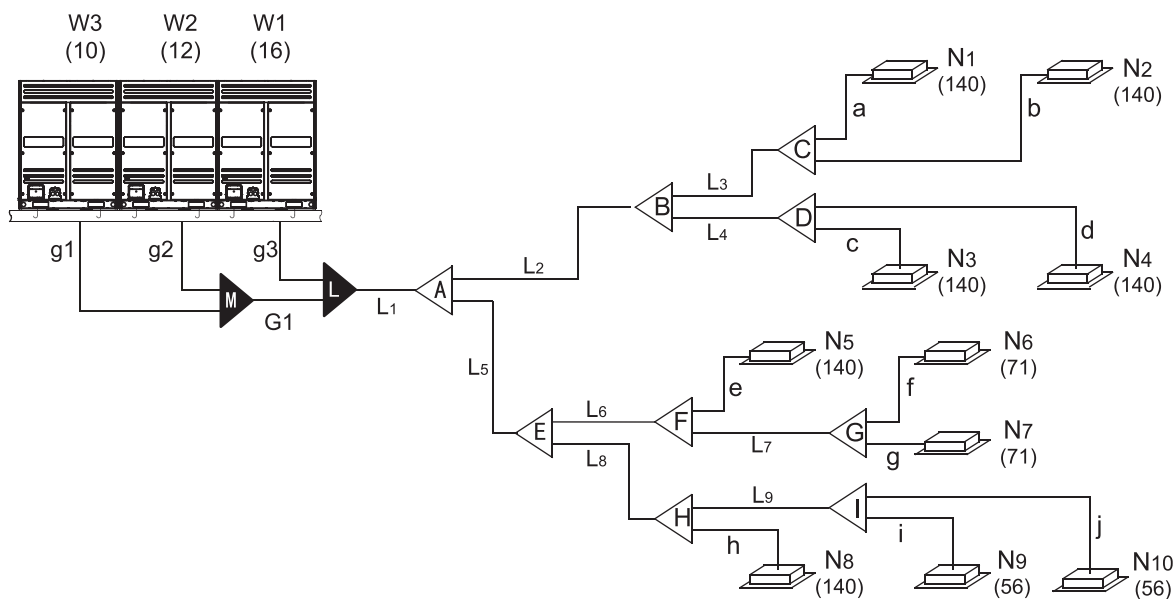 W3 W2 W1
(10) (12) (16)
g1 g2 g3
M
L
G1
L1
A
L2
L5
B
L3
L4
C
a
N1
(140)
b
N2
(140)
D
c
N3
(140)
d
N4
(140)
E
L6
L8
F
e
N5
(140)
L7
G
f
N6
(71)
g
N7
(71)
H
L9
h
N8
(140)
I
i
N9
(56)
j
N10
(56)